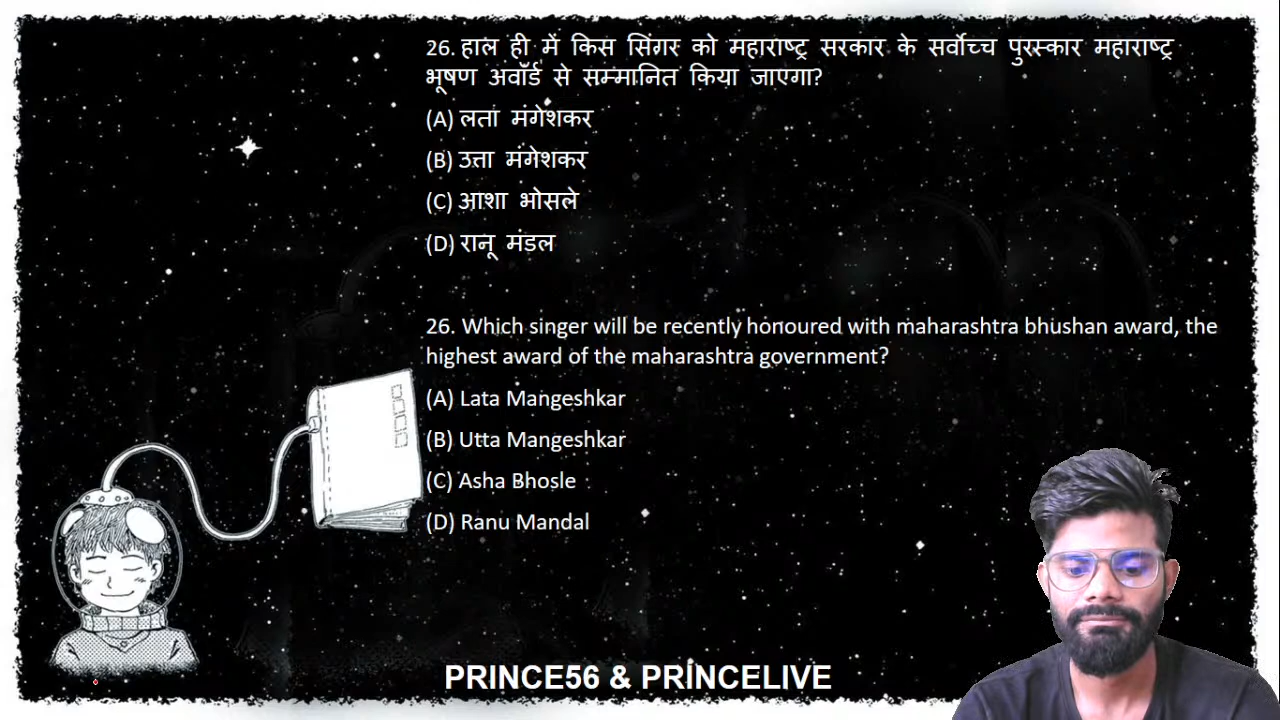 26. हाल ही में किस सिंगर को महाराष्ट्र सरकार के सर्वोच्च पुरस्कार महाराष्ट्र
भूषण अवॉर्ड से सम्मानित किया जाएगा?
(A) लता मंगेशकर
(B) उत्ता मंगेशकर
(C) आशा भोसले
(D) रानू मंडल
26. Which singer will be recently honoured with maharashtra bhushan award, the
highest award of the maharashtra government?
(A) Lata Mangeshkar
(B) Utta Mangeshkar
(C) Asha Bhosle
(D) Ranu Mandal
PRINCE56 & PRINCELIVE